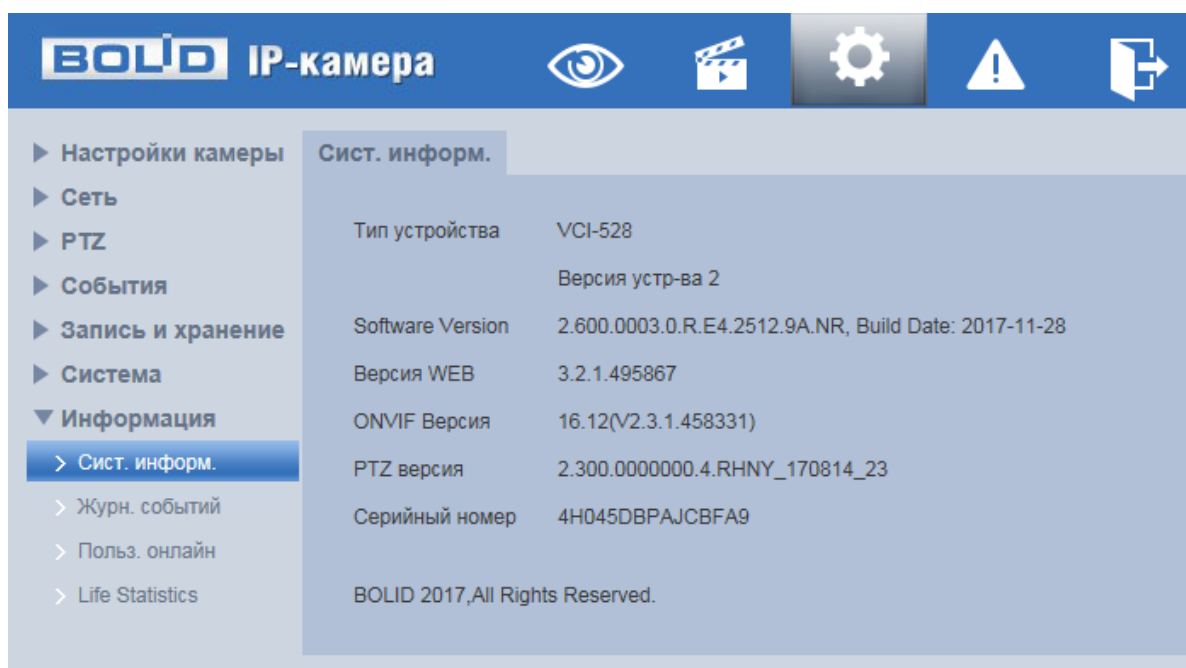 BOLID IP-камера
Настройки камеры
Сеть
PTZ
События
Запись и хранение
Система
Информация
Сист. информ.
Журн. событий
Польз. онлайн
Life Statistics
Сист. информ.
Тип устройства VCI-528
Версия устр-ва 2
Software Version 2.600.0003.0.R.E4.2512.9A.NR, Build Date: 2017-11-28
Версия WEB 3.2.1.495867
ONVIF Версия 16.12(V2.3.1.458331)
PTZ версия 2.300.0000000.4.RHNY_170814_23
Серийный номер 4H045DBPAJCBFA9
BOLID 2017,All Rights Reserved.